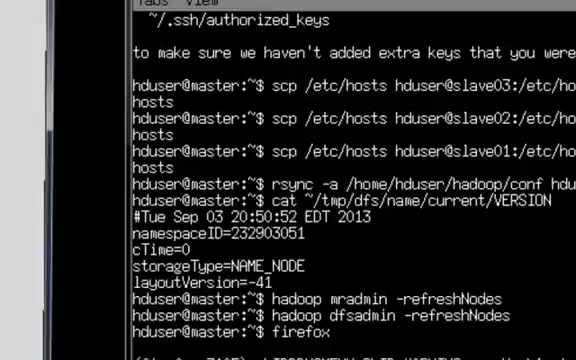 Tabs View
~/.ssh/authorized_keys
to make sure we haven't added extra keys that you were
hduser@master:~$ scp /etc/hosts hduser@slave03:/etc/
hosts
hduser@master:~$ scp /etc/hosts hduser@slave02:/etc/
hosts
hduser@master:~$ scp /etc/hosts hduser@slave01:/etc/
hosts
hduser@master:~$ rsync -a /home/hduser/hadoop/conf hdu
hduser@master:~$ cat ~/tmp/dfs/name/current/VERSION
#Tue Sep 03 20:50:52 EDT 2013
namespaceID=232903051
cTime=0
storageType=NAME_NODE
layoutVersion=-41
hduser@master:~$ hadoop mradmin -refreshNodes
hduser@master:~$ hadoop dfsadmin -refreshNodes
hduser@master:~$ firefox